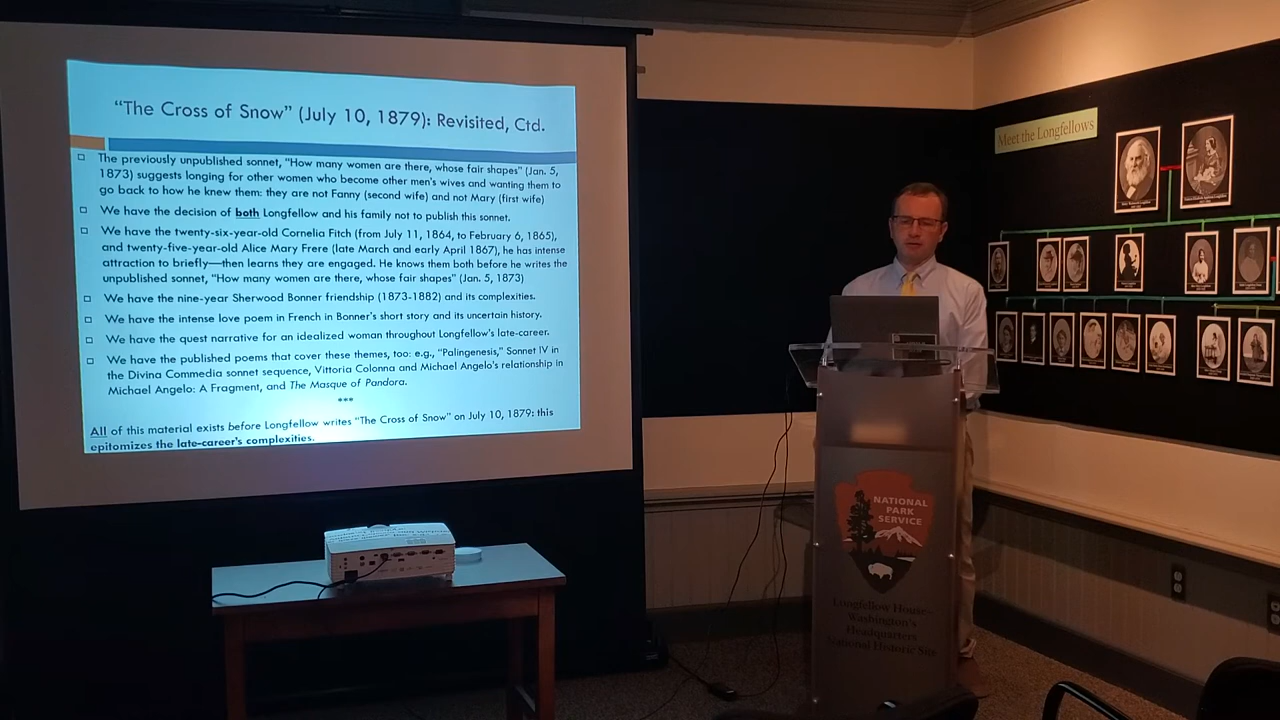 “The Cross of Snow” (July 10, 1879): Revisited, Ctd.
The previously unpublished sonnet, “How many women are there, whose fair shapes” (Jan. 5,
1873) suggests longing for other women who become other men's wives and wanting them to
go back to how he knew them: they are not Fanny (second wife) and not Mary (first wife)
We have the decision of both Longfellow and his family not to publish this sonnet.
We have the twenty-six-year-old Cornelia Fitch (from July 11, 1864, to February 6, 1865),
and twenty-five-year-old Alice Mary Frere (late March and early April 1867), he has intense
attraction to briefly—then learns they are engaged. He knows them both before he writes the
unpublished sonnet, “How many women are there, whose fair shapes” (Jan. 5, 1873)
We have the nine-year Sherwood Bonner friendship (1873-1882) and its complexities.
We have the intense love poem in French in Bonner's short story and its uncertain history.
We have the quest narrative for an idealized woman throughout Longfellow's late-career.
We have the published poems that cover these themes, too: e.g., “Palingenesis,” Sonnet IV in
the Divina Commedia sonnet sequence, Vittoria Colonna and Michael Angelo's relationship in
Michael Angelo: A Fragment, and The Masque of Pandora.
***
All of this material exists before Longfellow writes “The Cross of Snow” on July 10, 1879: this
epitomizes the late-career's complexities.
Meet the Longfellows
NATIONAL
PARK
SERVICE
Longfellow House–
Washington's
Headquarters
National Historic Site